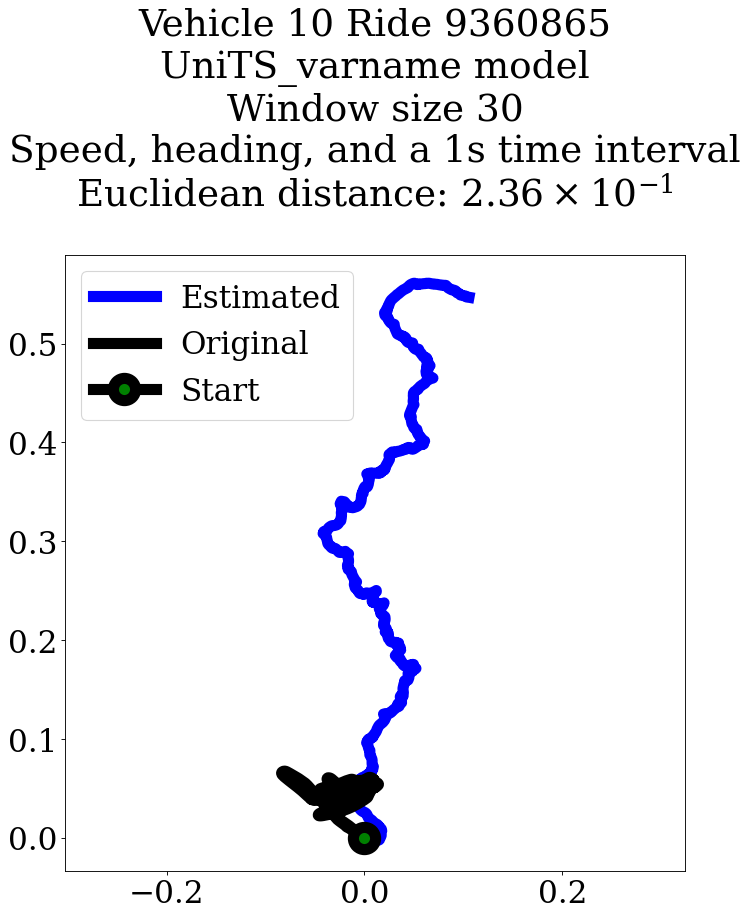 Vehicle 10 Ride 9360865
UniTS_varname model
Window size 30
Speed, heading, and a 1s time interval
Euclidean distance: 2.36 × 10⁻¹
Estimated
Original
Start
0.5
0.4
0.3
0.2
0.1
0.0
−0.2 0.0 0.2